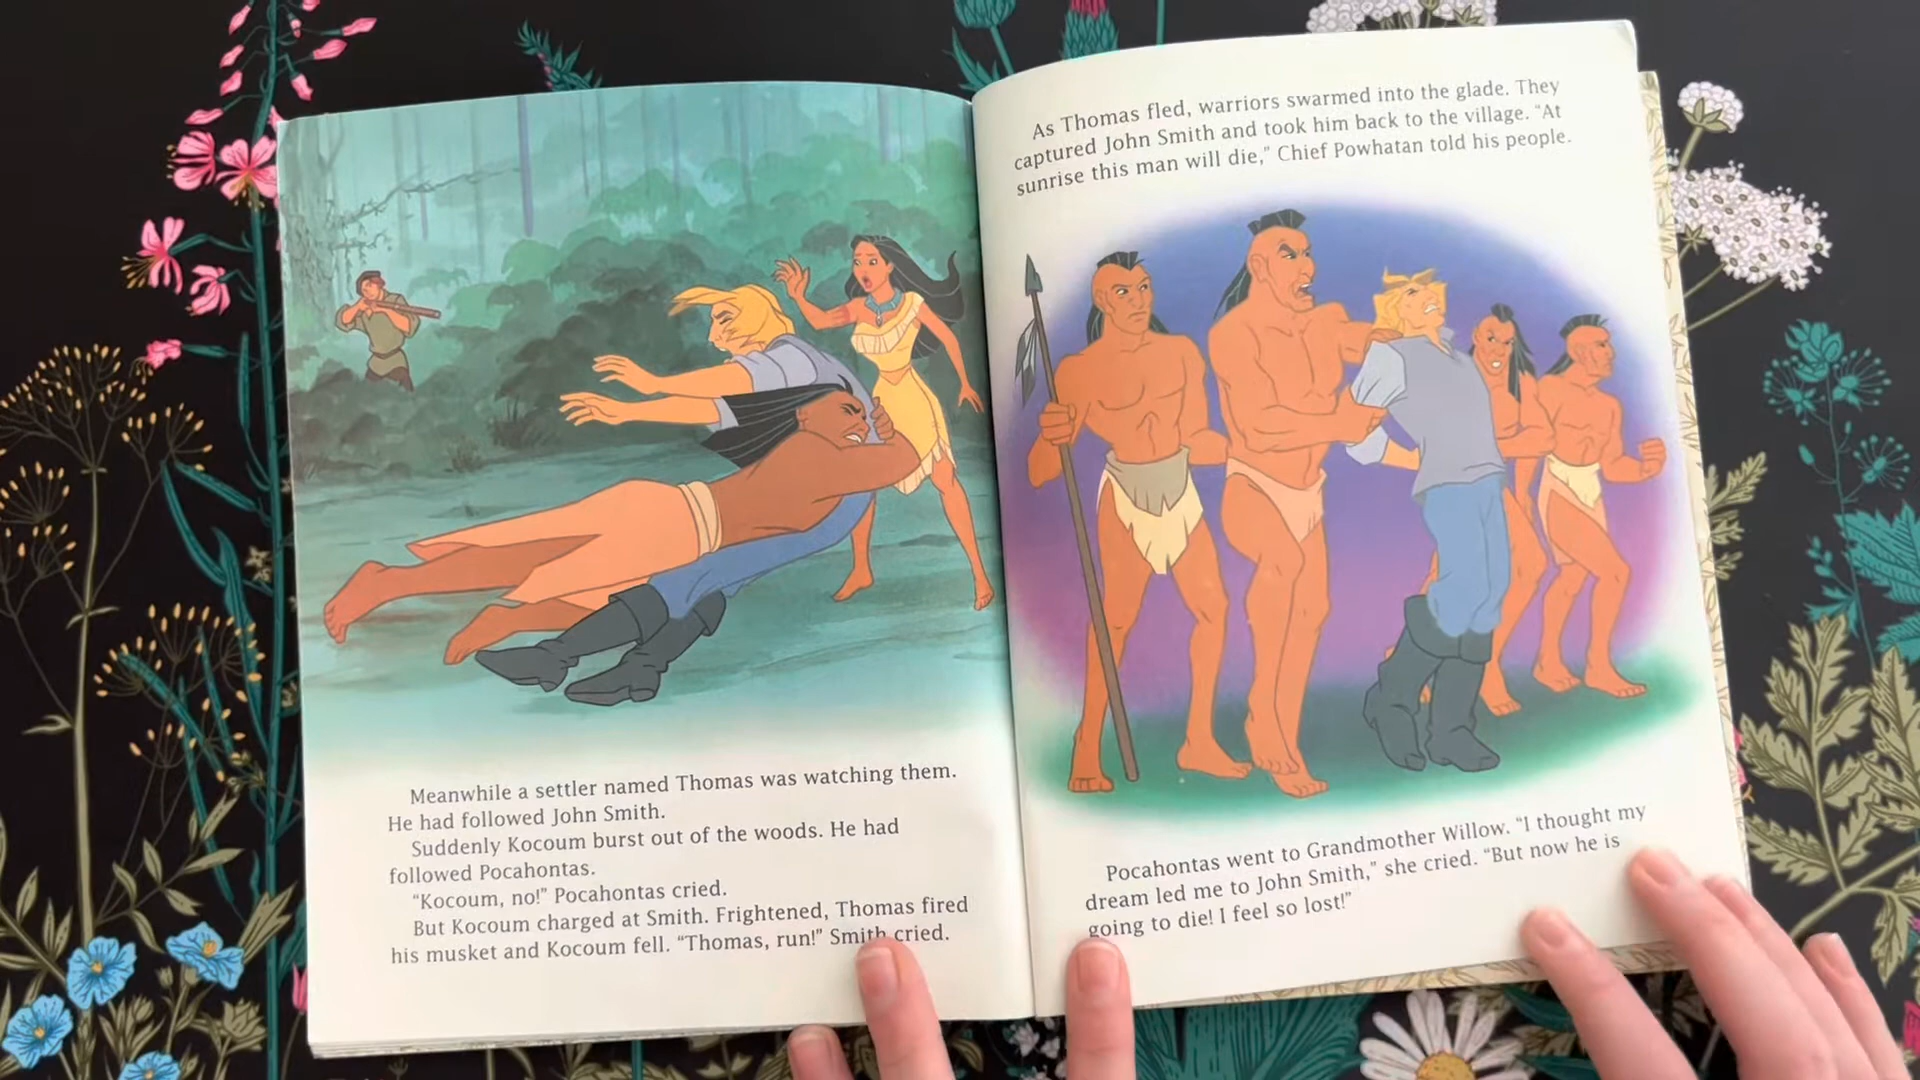 Meanwhile a settler named Thomas was watching them.
He had followed John Smith.
Suddenly Kocoum burst out of the woods. He had
followed Pocahontas.
“Kocoum, no!” Pocahontas cried.
But Kocoum charged at Smith. Frightened, Thomas fired
his musket and Kocoum fell. “Thomas, run!” Smith cried.
As Thomas fled, warriors swarmed into the glade. They
captured John Smith and took him back to the village. “At
sunrise this man will die,” Chief Powhatan told his people.
Pocahontas went to Grandmother Willow. “I thought my
dream led me to John Smith,” she cried. “But now he is
going to die! I feel so lost!”